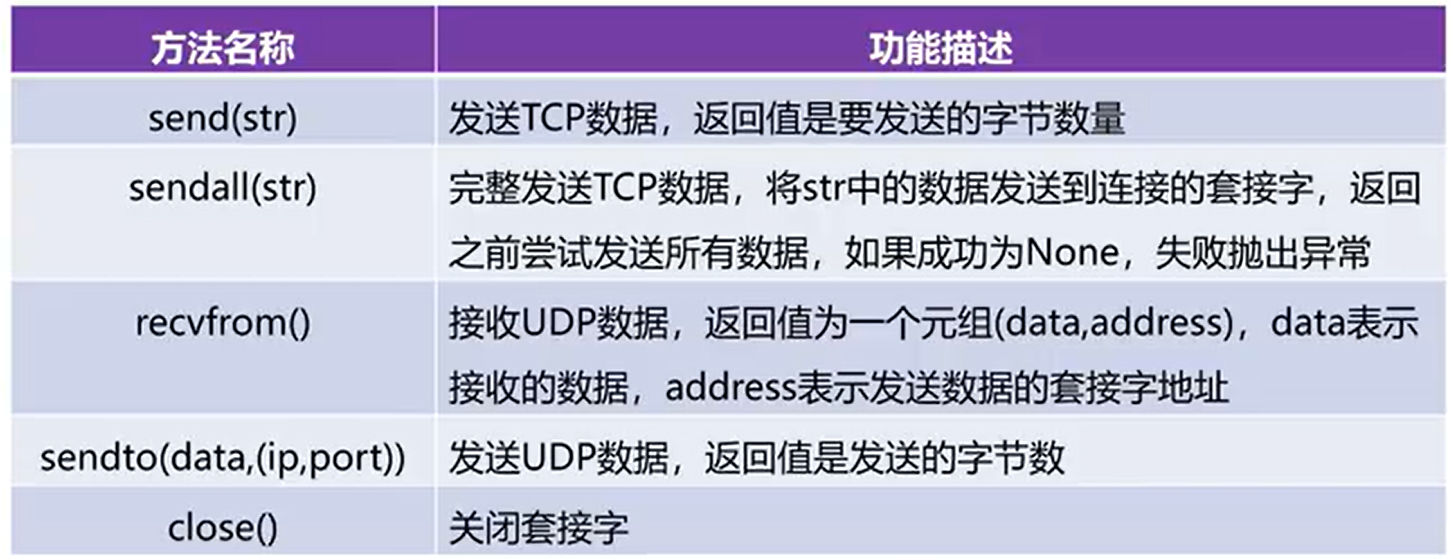 方法名称 功能描述
send(str) 发送TCP数据，返回值是要发送的字节数量
sendall(str) 完整发送TCP数据，将str中的数据发送到连接的套接字，返回
之前尝试发送所有数据，如果成功为None，失败抛出异常
recvfrom() 接收UDP数据，返回值为一个元组(data,address)，data表示
接收的数据，address表示发送数据的套接字地址
sendto(data,(ip,port)) 发送UDP数据，返回值是发送的字节数
close() 关闭套接字